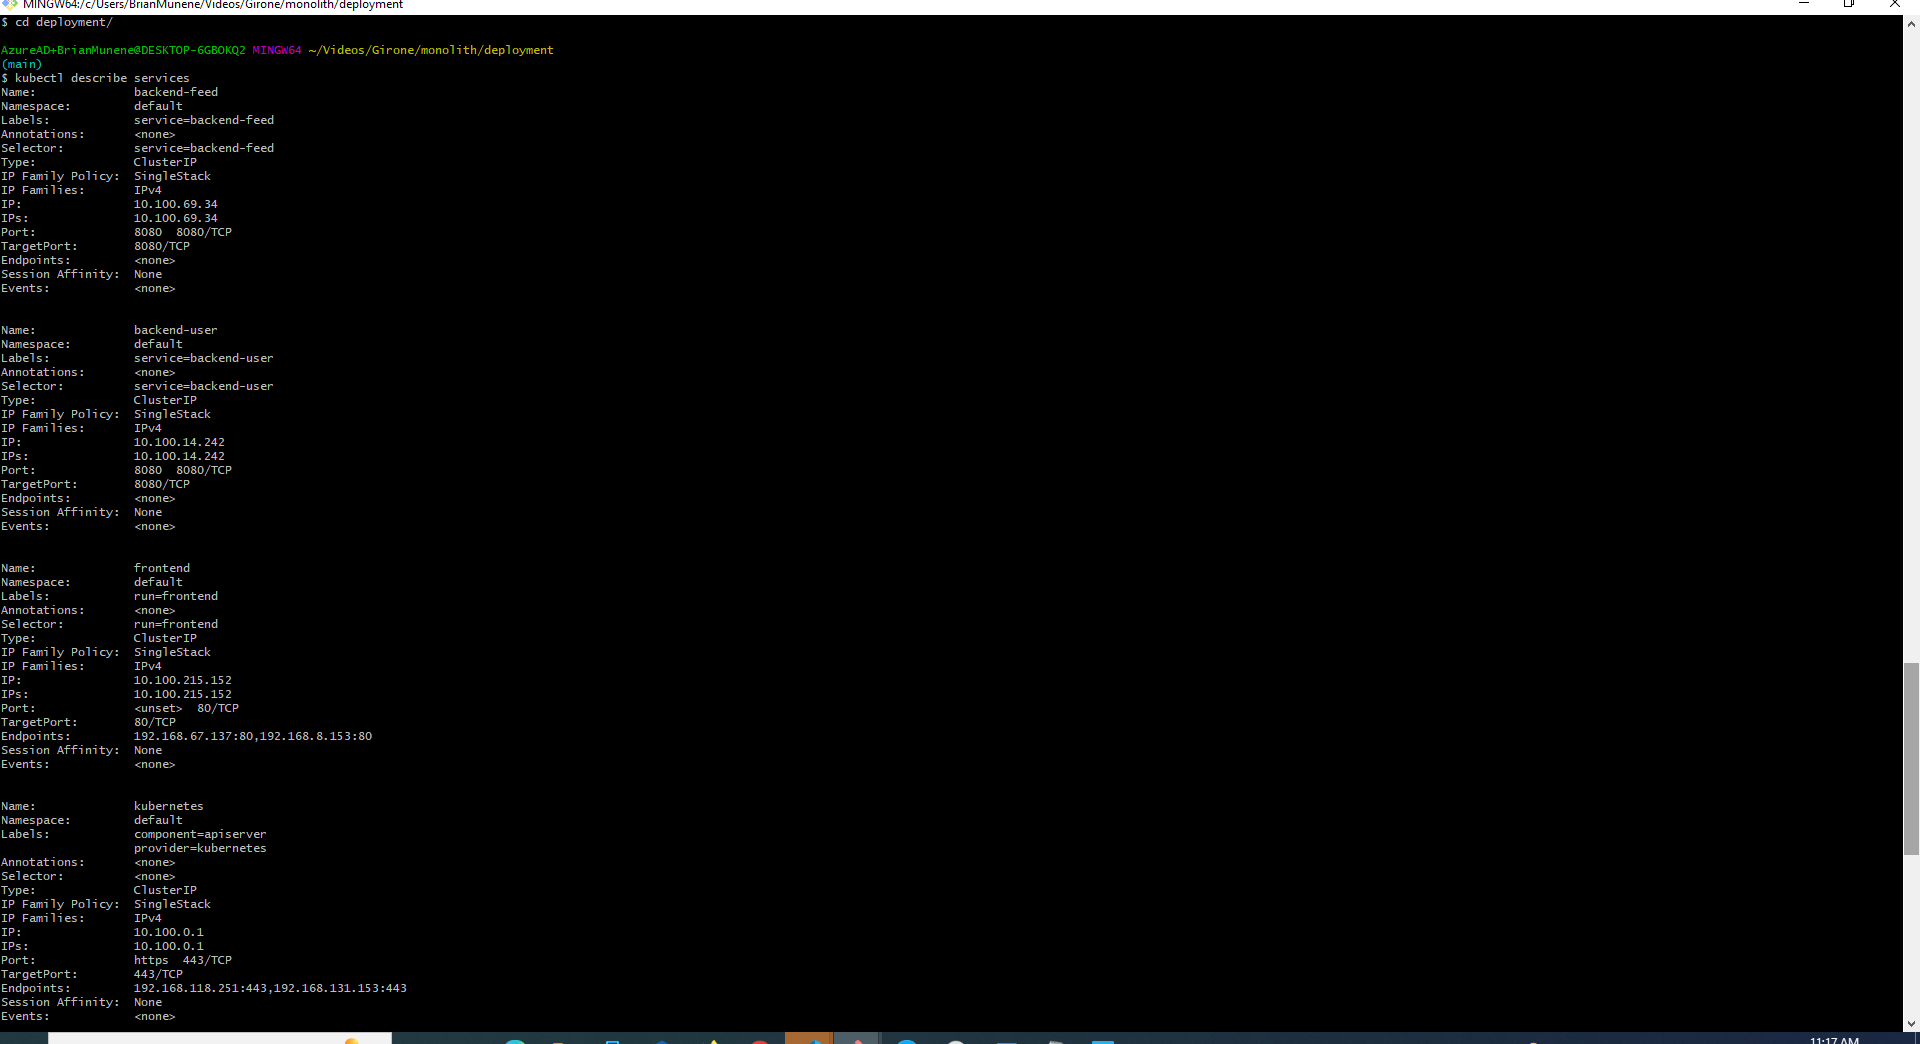 MINGW64:/c/Users/BrianMunene/Videos/Girone/monolith/deployment
$ cd deployment/
AzureAD+BrianMunene@DESKTOP-6GBOKQ2 MINGW64 ~/Videos/Girone/monolith/deployment
(main)
$ kubectl describe services
Name: backend-feed
Namespace: default
Labels: service=backend-feed
Annotations: <none>
Selector: service=backend-feed
Type: ClusterIP
IP Family Policy: SingleStack
IP Families: IPv4
IP: 10.100.69.34
IPs: 10.100.69.34
Port: 8080 8080/TCP
TargetPort: 8080/TCP
Endpoints: <none>
Session Affinity: None
Events: <none>
Name: backend-user
Namespace: default
Labels: service=backend-user
Annotations: <none>
Selector: service=backend-user
Type: ClusterIP
IP Family Policy: SingleStack
IP Families: IPv4
IP: 10.100.14.242
IPs: 10.100.14.242
Port: 8080 8080/TCP
TargetPort: 8080/TCP
Endpoints: <none>
Session Affinity: None
Events: <none>
Name: frontend
Namespace: default
Labels: run=frontend
Annotations: <none>
Selector: run=frontend
Type: ClusterIP
IP Family Policy: SingleStack
IP Families: IPv4
IP: 10.100.215.152
IPs: 10.100.215.152
Port: <unset> 80/TCP
TargetPort: 80/TCP
Endpoints: 192.168.67.137:80,192.168.8.153:80
Session Affinity: None
Events: <none>
Name: kubernetes
Namespace: default
Labels: component=apiserver
provider=kubernetes
Annotations: <none>
Selector: <none>
Type: ClusterIP
IP Family Policy: SingleStack
IP Families: IPv4
IP: 10.100.0.1
IPs: 10.100.0.1
Port: https 443/TCP
TargetPort: 443/TCP
Endpoints: 192.168.118.251:443,192.168.131.153:443
Session Affinity: None
Events: <none>
11:17 AM